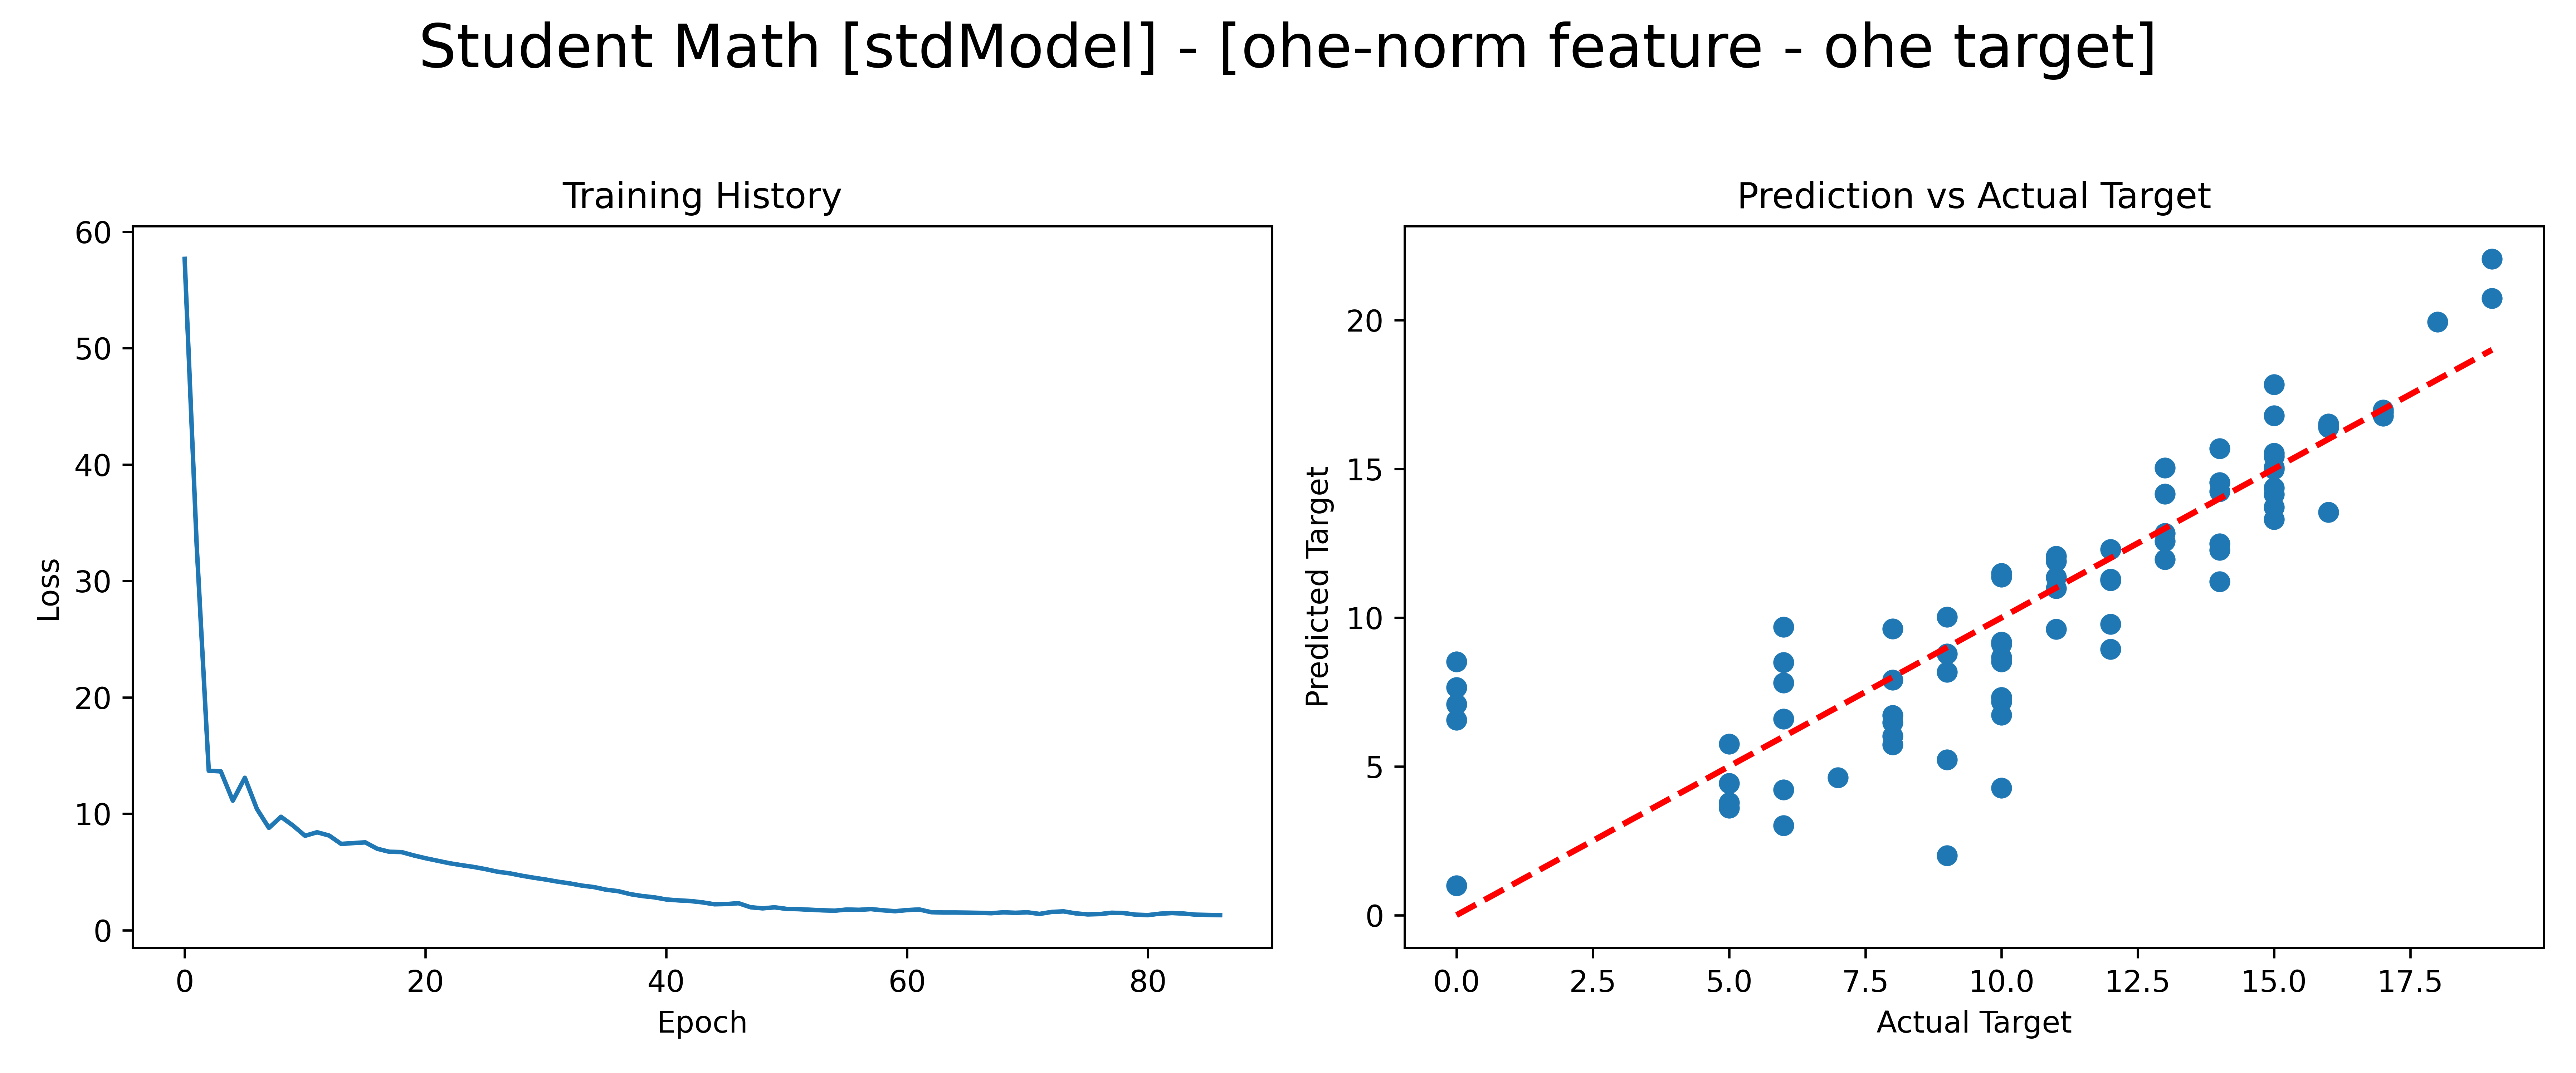 Student Math [stdModel] - [ohe-norm feature - ohe target]
Training History
60
50
40
30
20
10
0
Loss
0 20 40 60 80
Epoch
Prediction vs Actual Target
20
15
10
5
0
Predicted Target
0.0 2.5 5.0 7.5 10.0 12.5 15.0 17.5
Actual Target